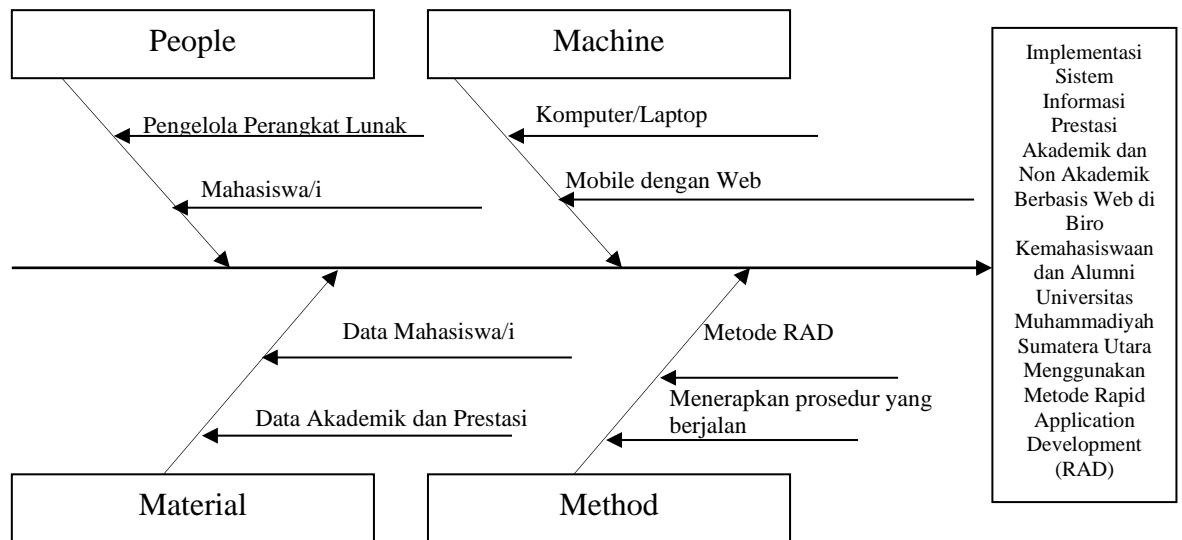 People
Machine
Pengelola Perangkat Lunak
Mahasiswa/i
Komputer/Laptop
Mobile dengan Web
Data Mahasiswa/i
Data Akademik dan Prestasi
Metode RAD
Menerapkan prosedur yang
berjalan
Material
Method
Implementasi
Sistem
Informasi
Prestasi
Akademik dan
Non Akademik
Berbasis Web di
Biro
Kemahasiswaan
dan Alumni
Universitas
Muhammadiyah
Sumatera Utara
Menggunakan
Metode Rapid
Application
Development
(RAD)